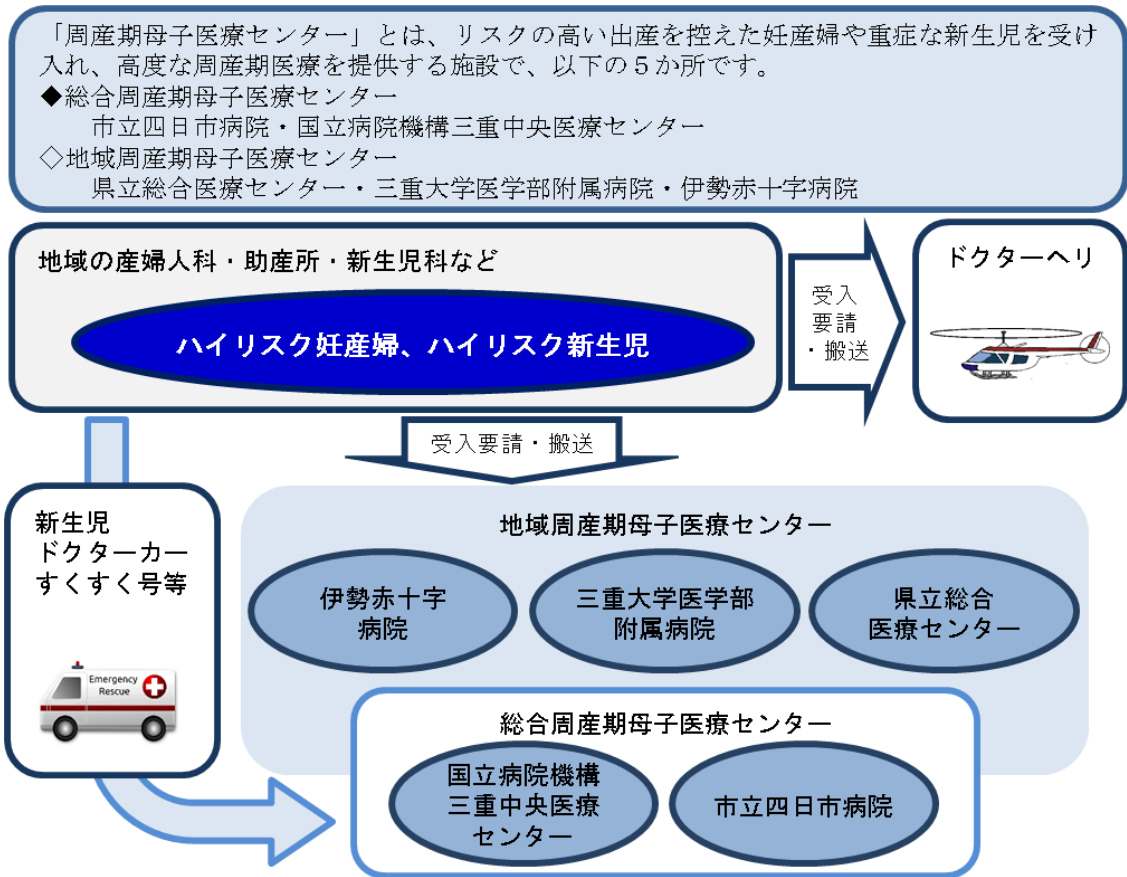 「周産期母子医療センター」とは、リスクの高い出産を控えた妊産婦や重症な新生児を受け
入れ、高度な周産期医療を提供する施設で、以下の５か所です。
◆総合周産期母子医療センター
市立四日市病院・国立病院機構三重中央医療センター
◇地域周産期母子医療センター
県立総合医療センター・三重大学医学部附属病院・伊勢赤十字病院
地域の産婦人科・助産所・新生児科など
ハイリスク妊産婦、ハイリスク新生児
受入
要請
・搬送
ドクターヘリ
受入要請・搬送
新生児
ドクターカー
すくすく号等
Emergency
Rescue
地域周産期母子医療センター
伊勢赤十字
病院
三重大学医学部
附属病院
県立総合
医療センター
総合周産期母子医療センター
国立病院機構
三重中央医療
センター
市立四日市病院